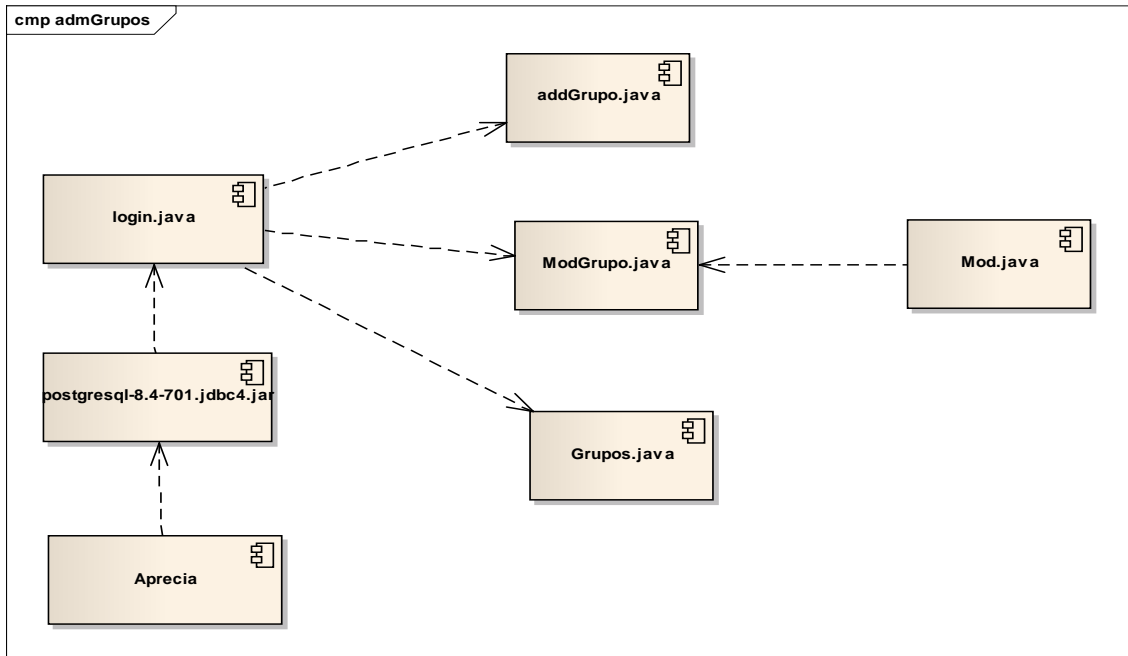 cmp admGrupos
addGrupo.java
login.java
ModGrupo.java
Mod.java
postgresql-8.4-701.jdbc4.jar
Grupos.java
Aprecia